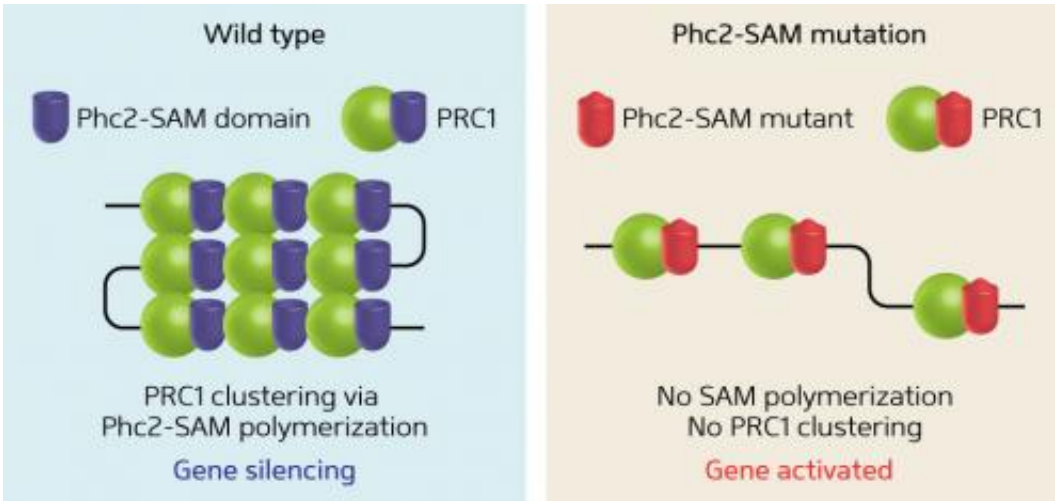 Wild type
Phc2-SAM domain
PRC1
PRC1 clustering via
Phc2-SAM polymerization
Gene silencing
Phc2-SAM mutation
Phc2-SAM mutant
PRC1
No SAM polymerization
No PRC1 clustering
Gene activated